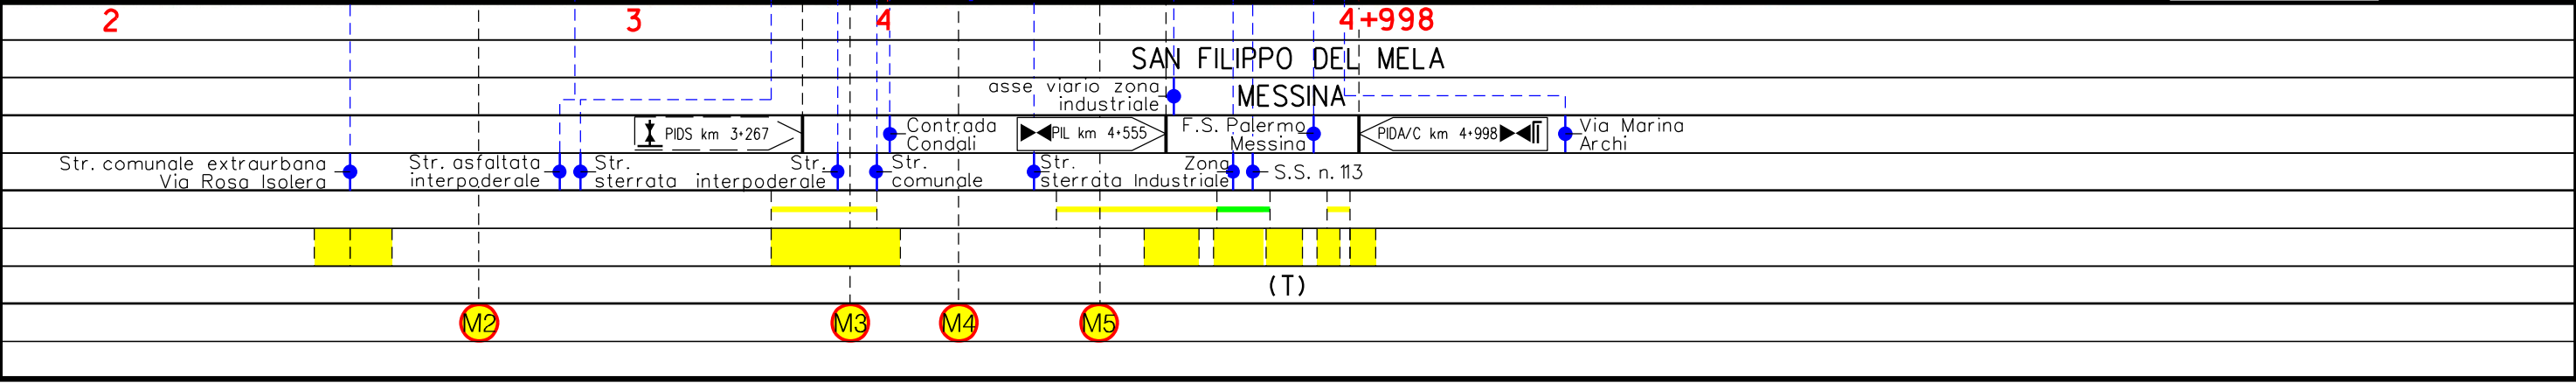 2 3 4 4+998
SAN FILIPPO DEL MELA
asse viario zona
industriale
MESSINA
PIDS km 3+267
Contrada
Condali
PIL km 4+555
F.S. Palermo
Messina
PIDA/C km 4+998
Via Marina
Archi
Str. comunale extraurbana
Via Rosa Isolera
Str. asfaltata
interpoderale
Str.
sterrata
Str.
interpoderale
Str.
comunale
Str.
sterrata
Zona
Industriale
S.S. n. 113
(T)
M2 M3 M4 M5